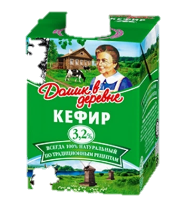 Домик в
деревне
КЕФИР
3,2%
ВСЕГДА 100% НАТУРАЛЬНЫЙ
ПО ТРАДИЦИОННЫМ РЕЦЕПТАМ